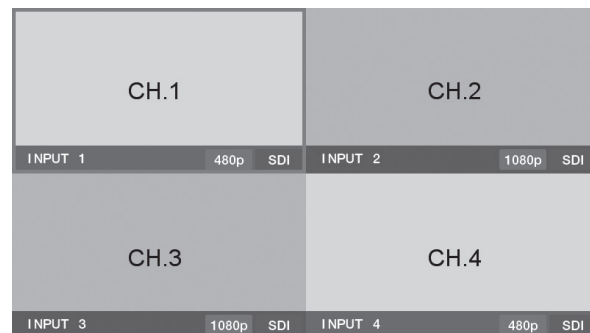 CH.1
INPUT 1 480p SDI
CH.2
INPUT 2 1080p SDI
CH.3
INPUT 3 1080p SDI
CH.4
INPUT 4 480p SDI